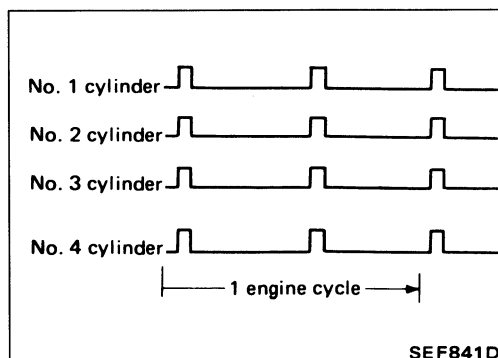 No. 1 cylinder
No. 2 cylinder
No. 3 cylinder
No. 4 cylinder
1 engine cycle
SEF841D